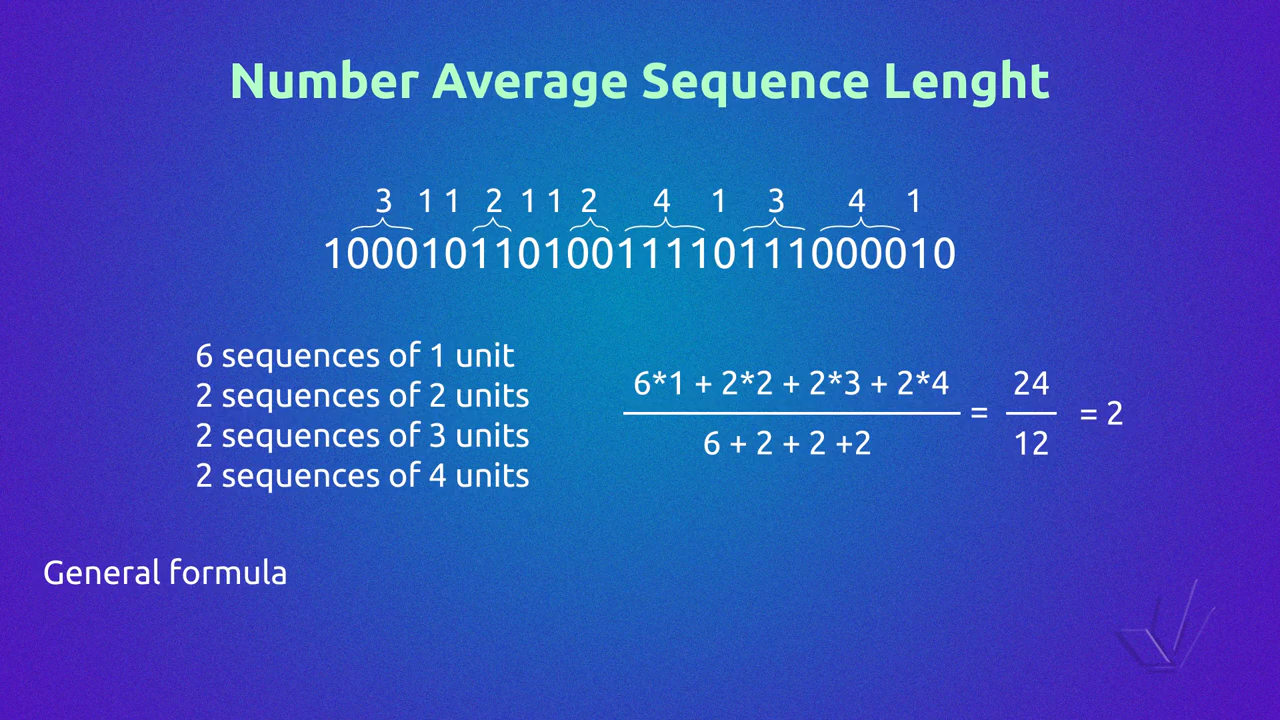 Number Average Sequence Lenght
3 1 1 2 1 1 2 4 1 3 4 1
10001011010011110111000010
6 sequences of 1 unit
2 sequences of 2 units
2 sequences of 3 units
2 sequences of 4 units
6*1 + 2*2 + 2*3 + 2*4
6 + 2 + 2 +2
=
24
12
= 2
General formula